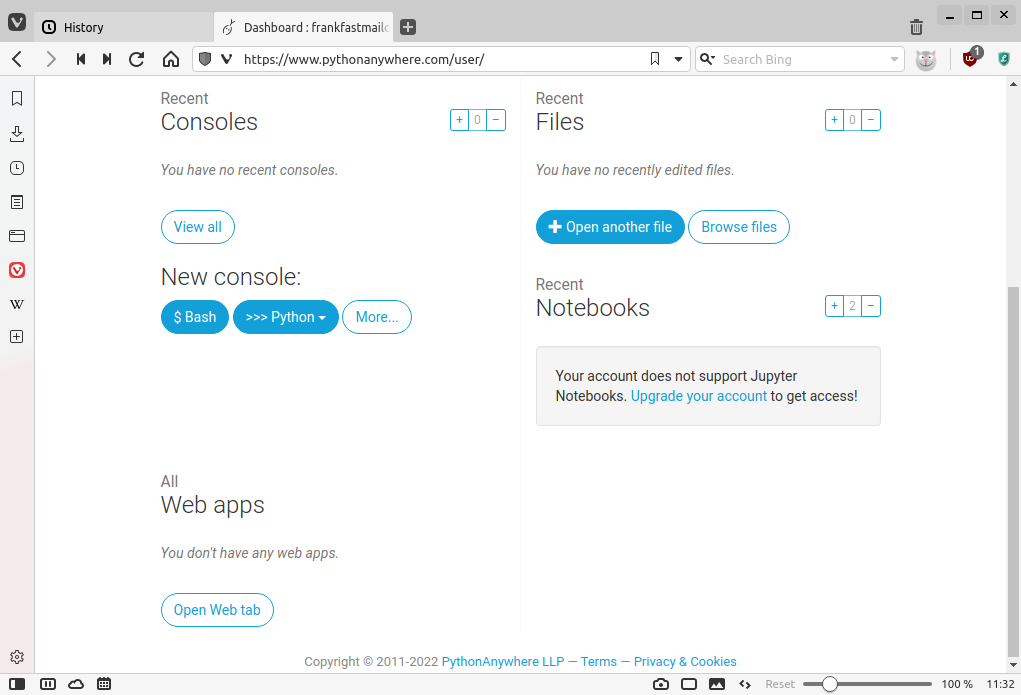 History
Dashboard : frankfastmail
https://www.pythonanywhere.com/user/
Search Bing
1
Recent
Consoles
+ 0 −
You have no recent consoles.
View all
New console:
$ Bash
>>> Python
More...
Recent
Files
+ 0 −
You have no recently edited files.
Open another file
Browse files
Recent
Notebooks
+ 2 −
Your account does not support Jupyter
Notebooks. Upgrade your account to get access!
All
Web apps
You don't have any web apps.
Open Web tab
Copyright © 2011-2022 PythonAnywhere LLP — Terms — Privacy & Cookies
Reset
100 %
11:32